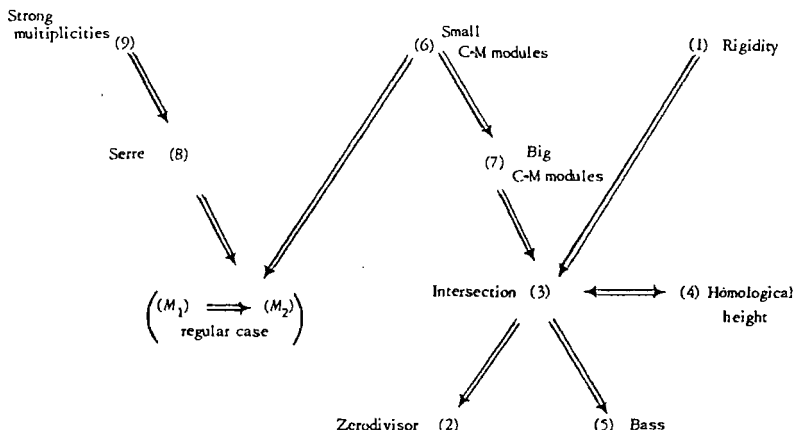 Strong
multiplicities (9)
(6) Small
C-M modules
(1) Rigidity
Serre (8)
(7) Big
C-M modules
Intersection (3)
(4) Homological
height
(M₁) (M₂)
regular case
Zerodivisor (2)
(5) Bass